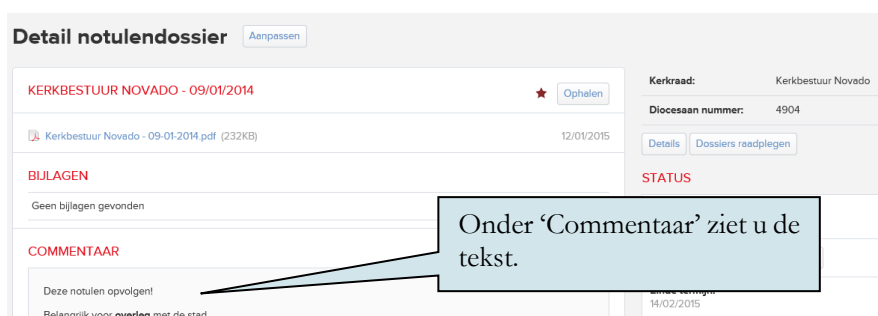 Detail notulendossier Aanpassen
KERKBESTUUR NOVADO - 09/01/2014 Ophalen
Kerkbestuur Novado - 09-01-2014.pdf (232KB) 12/01/2015
BIJLAGEN
Geen bijlagen gevonden
COMMENTAAR
Deze notulen opvolgen!
Belangrijk voor overleg met de stad
Onder ‘Commentaar’ ziet u de
tekst.
Kerkraad: Kerkbestuur Novado
Diocesaan nummer: 4904
Details Dossiers raadplegen
STATUS
Einde termijn:
14/02/2015